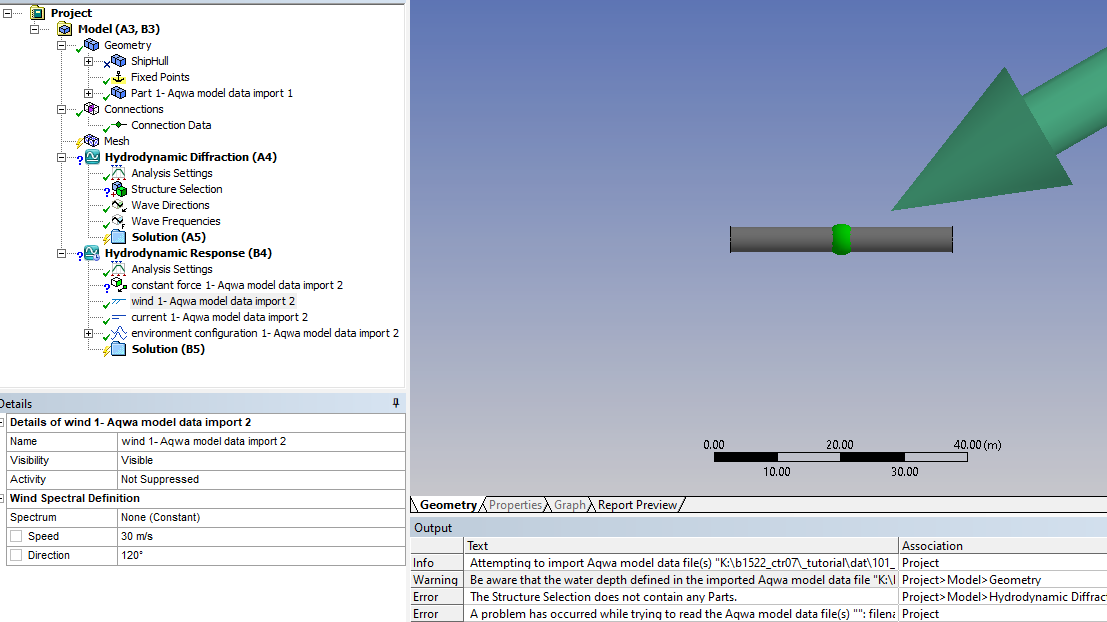 Project
Model (A3, B3)
Geometry
ShipHull
Fixed Points
Part 1- Aqwa model data import 1
Connections
Connection Data
Mesh
Hydrodynamic Diffraction (A4)
Analysis Settings
Structure Selection
Wave Directions
Wave Frequencies
Solution (A5)
Hydrodynamic Response (B4)
Analysis Settings
constant force 1- Aqwa model data import 2
wind 1- Aqwa model data import 2
current 1- Aqwa model data import 2
environment configuration 1- Aqwa model data import 2
Solution (B5)
Details
Details of wind 1- Aqwa model data import 2
Name wind 1- Aqwa model data import 2
Visibility Visible
Activity Not Suppressed
Wind Spectral Definition
Spectrum None (Constant)
Speed 30 m/s
Direction 120°
0.00 20.00 40.00 (m)
10.00 30.00
Geometry Properties Graph Report Preview
Output
Text Association
Info Attempting to import Aqwa model data file(s) "K:\b1522_ctr07\_tutorial\dat\101_ Project
Warning Be aware that the water depth defined in the imported Aqwa model data file "K:\ Project>Model>Geometry
Error The Structure Selection does not contain any Parts. Project>Model>Hydrodynamic Diffrac
Error A problem has occurred while trying to read the Aqwa model data file(s) "": filena Project